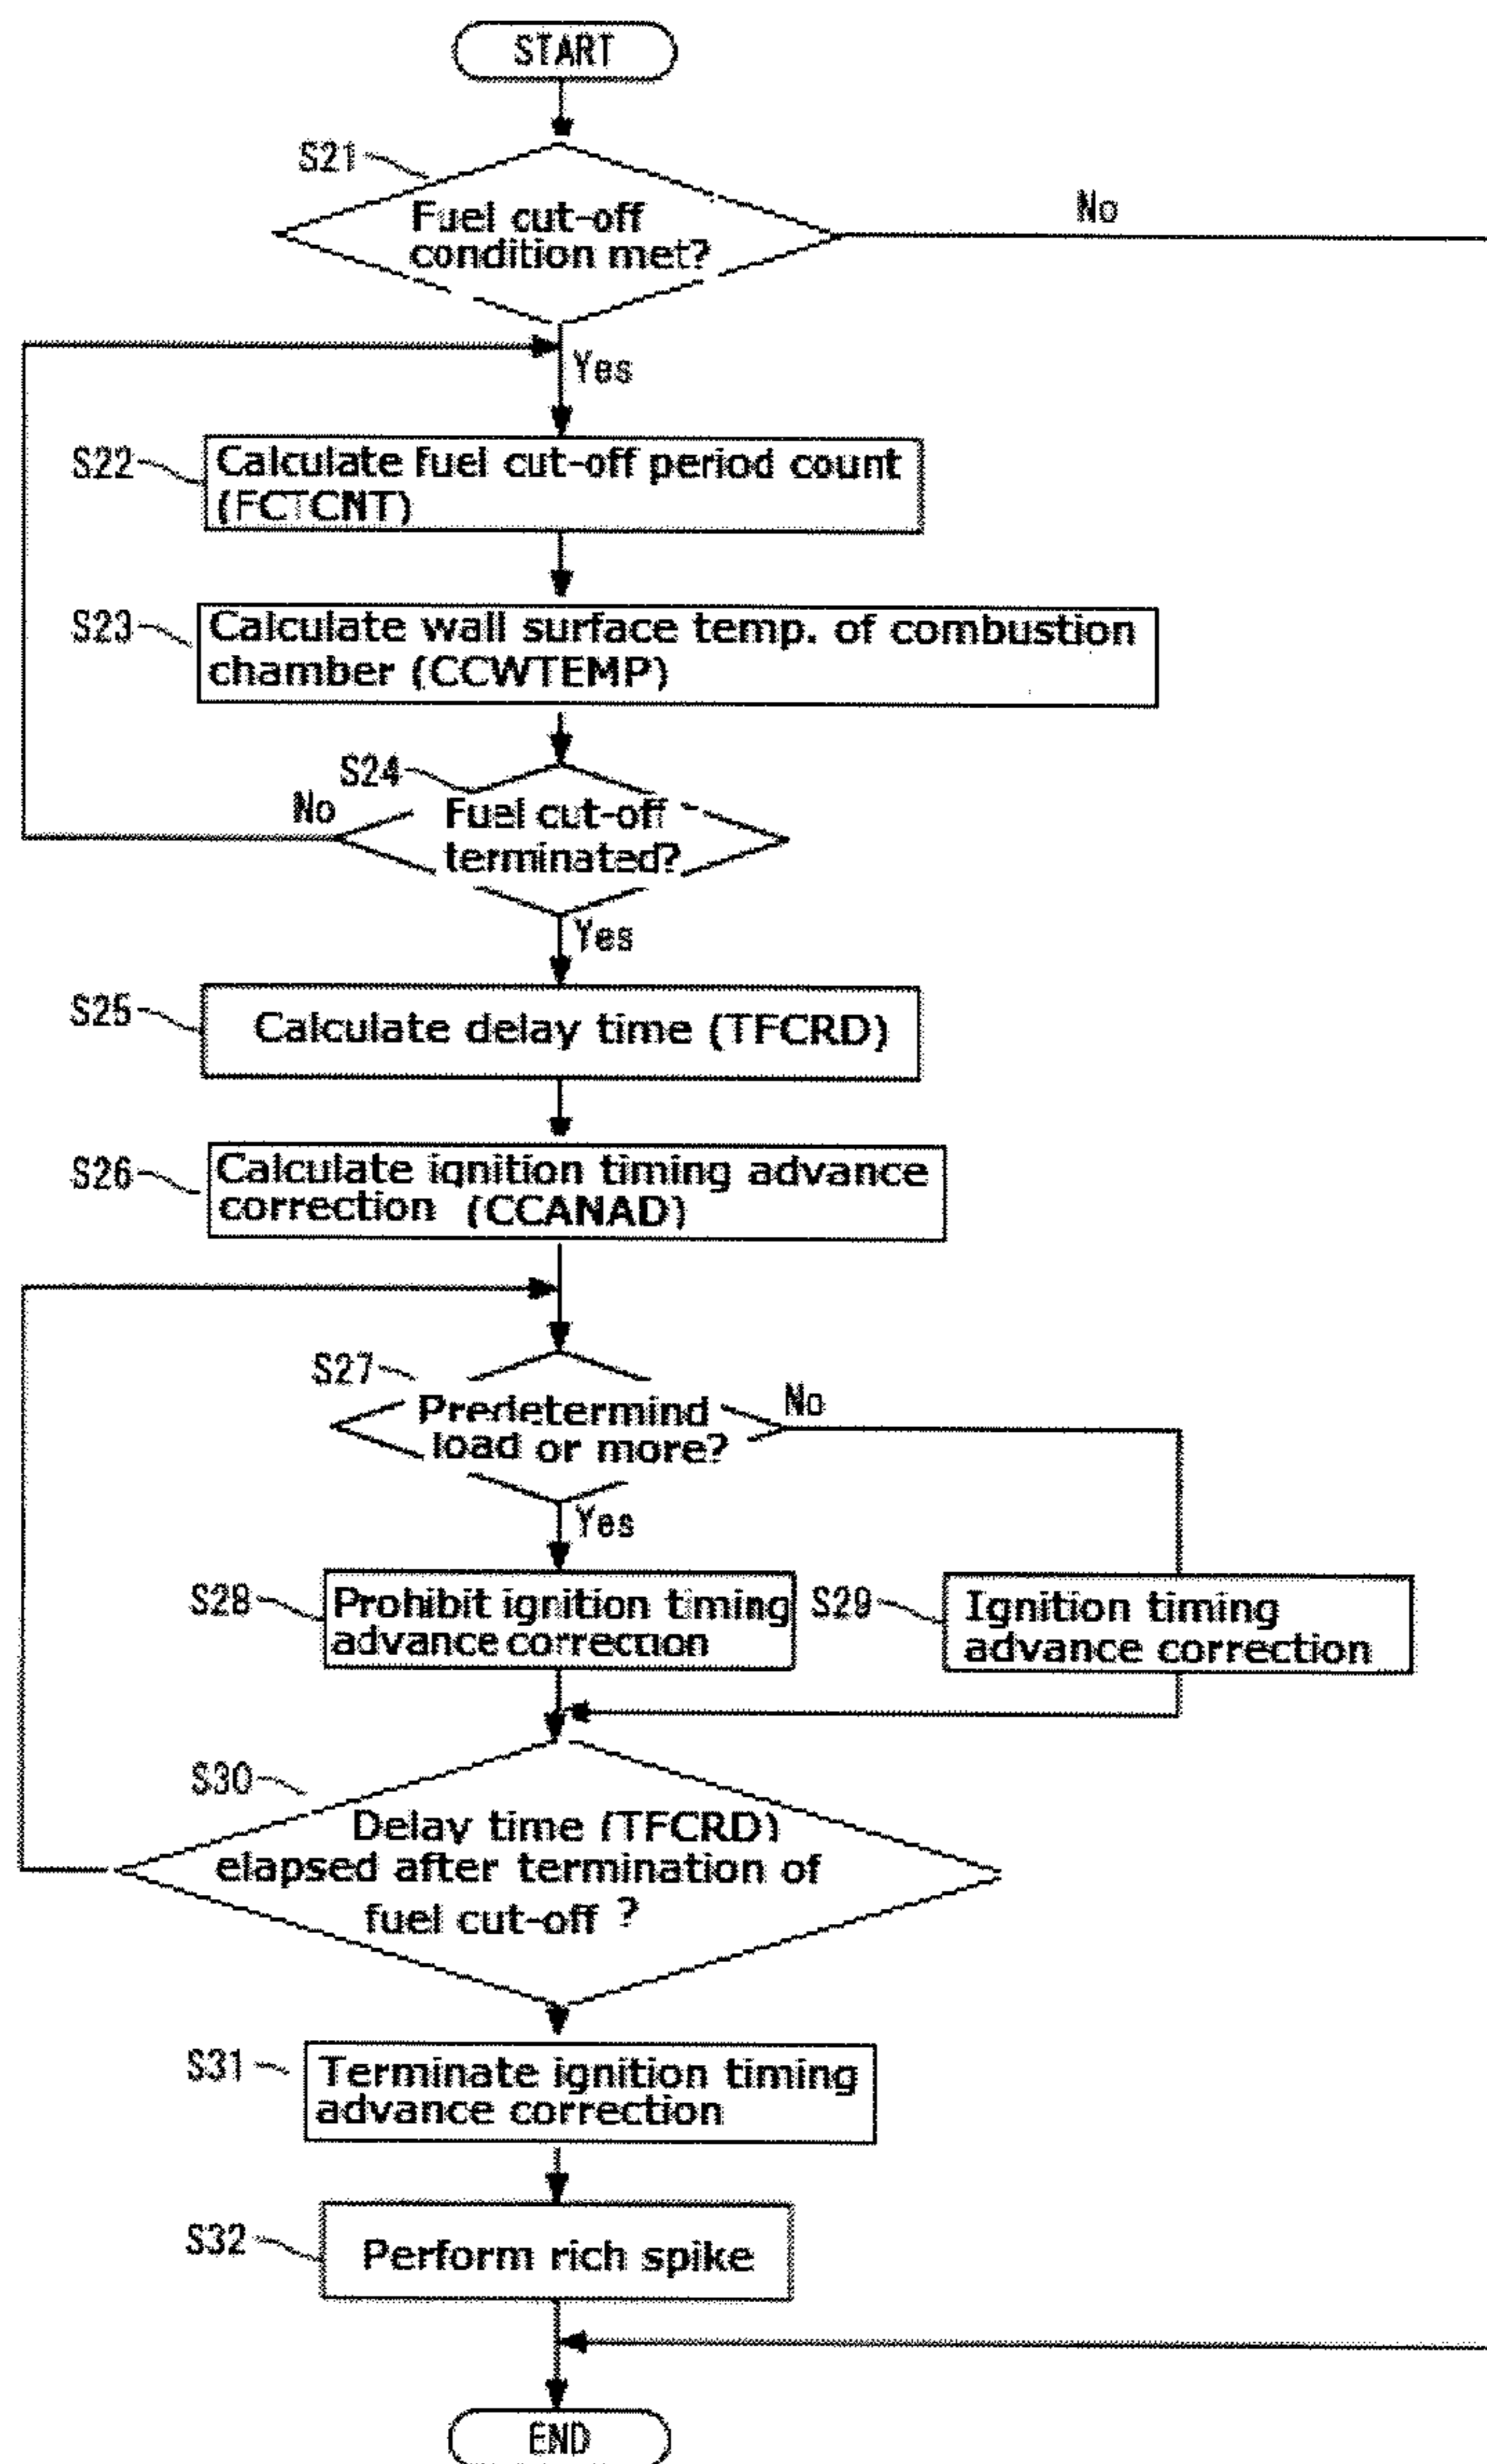 START
S21
Fuel cut-off
condition met?
No
Yes
S22
Calculate fuel cut-off period count
(FCTCNT)
S23
Calculate wall surface temp. of combustion
chamber (CCWTEMP)
S24
No
Fuel cut-off
terminated?
Yes
S25
Calculate delay time (TFCRD)
S26
Calculate ignition timing advance
correction (CCANAD)
S27
Predetermind
load or more?
No
Yes
S28
Prohibit ignition timing
advance correction
S29
Ignition timing
advance correction
S30
Delay time (TFCRD)
elapsed after termination of
fuel cut-off ?
S31
Terminate ignition timing
advance correction
S32
Perform rich spike
END